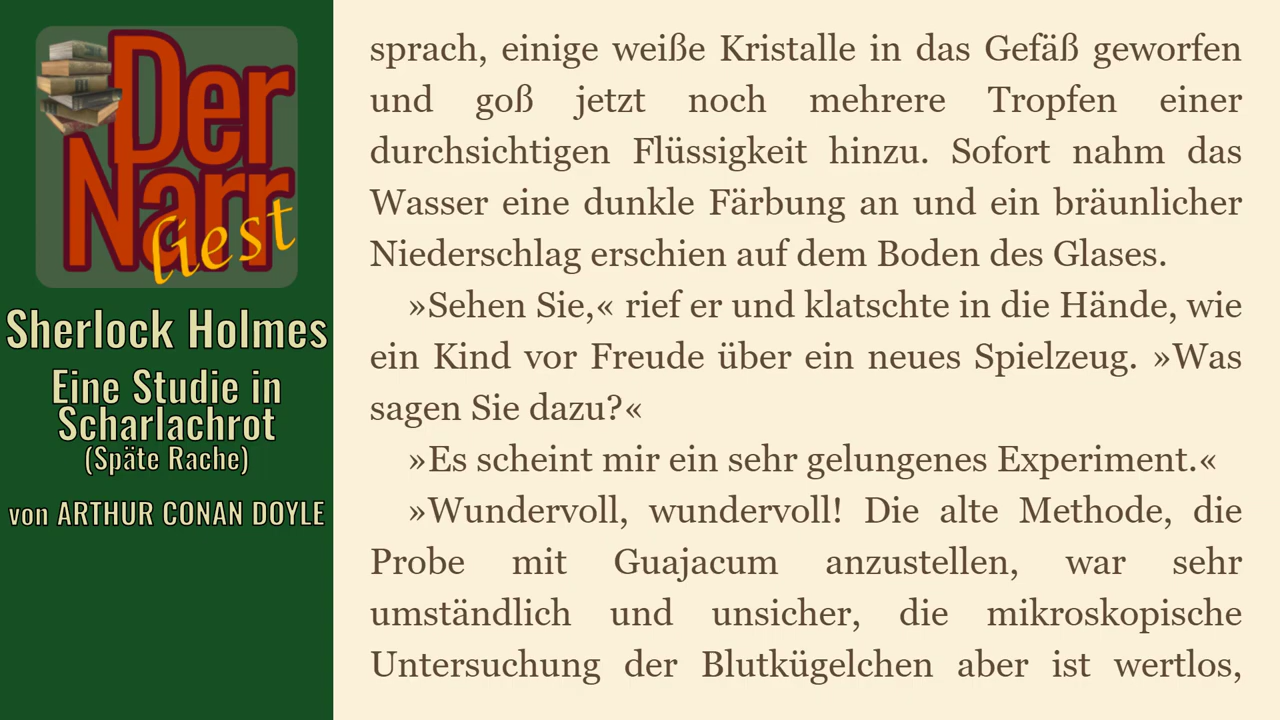 Der
Narr
liest
Sherlock Holmes
Eine Studie in
Scharlachrot
(Späte Rache)
von ARTHUR CONAN DOYLE
sprach, einige weiße Kristalle in das Gefäß geworfen
und goß jetzt noch mehrere Tropfen einer
durchsichtigen Flüssigkeit hinzu. Sofort nahm das
Wasser eine dunkle Färbung an und ein bräunlicher
Niederschlag erschien auf dem Boden des Glases.
»Sehen Sie,« rief er und klatschte in die Hände, wie
ein Kind vor Freude über ein neues Spielzeug. »Was
sagen Sie dazu?«
»Es scheint mir ein sehr gelungenes Experiment.«
»Wundervoll, wundervoll! Die alte Methode, die
Probe mit Guajacum anzustellen, war sehr
umständlich und unsicher, die mikroskopische
Untersuchung der Blutkügelchen aber ist wertlos,